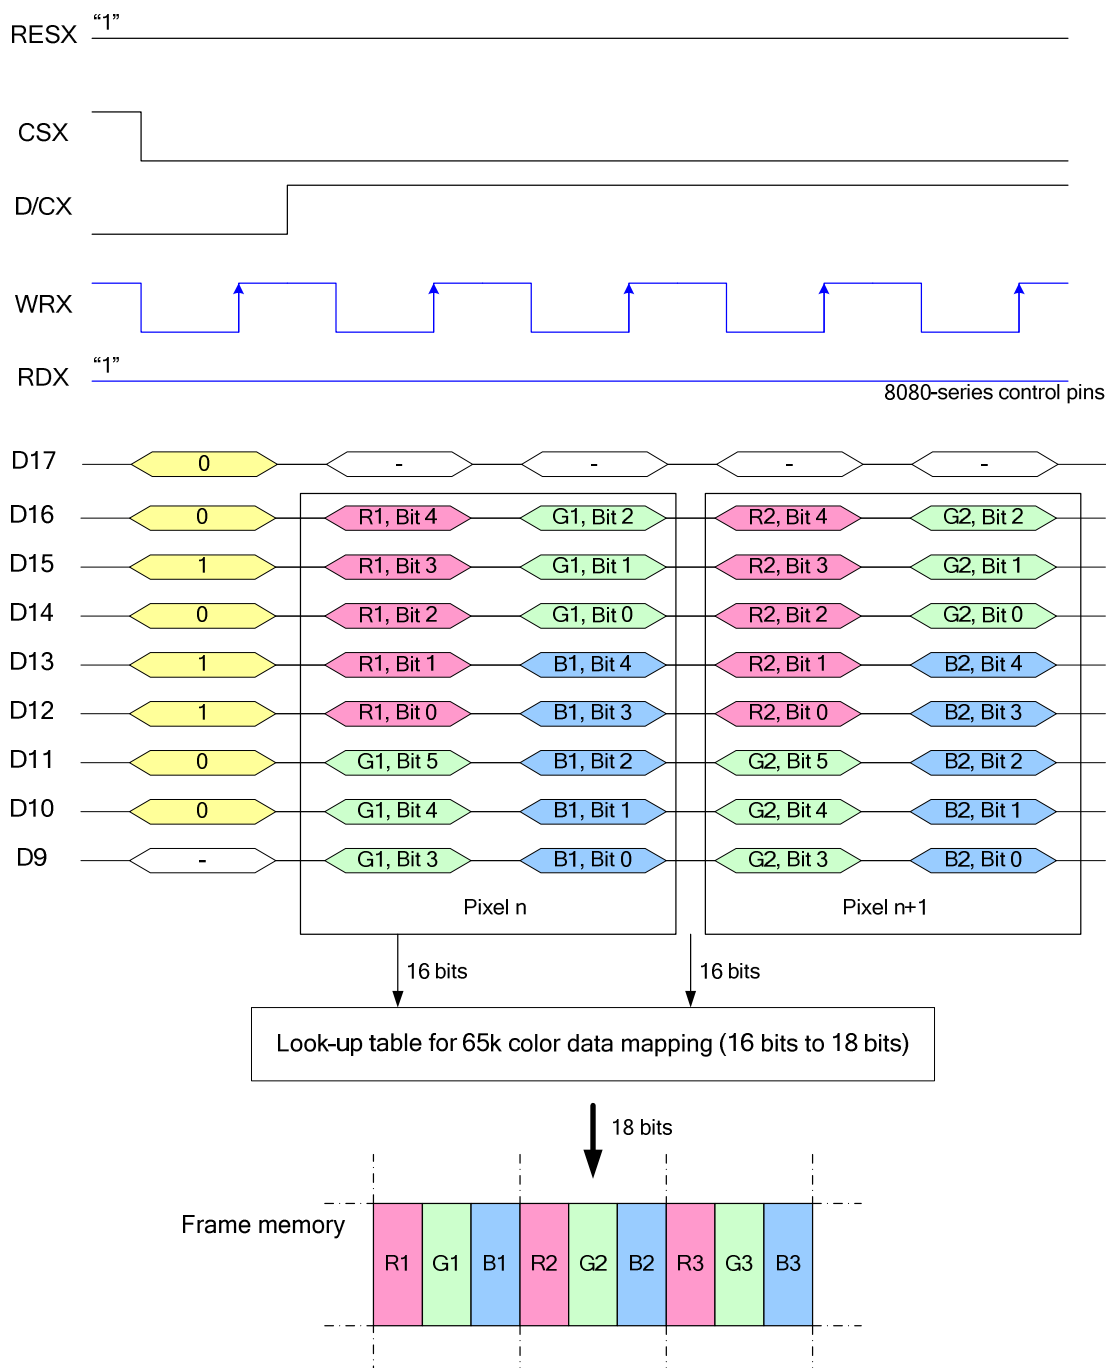 RESX “1”
CSX
D/CX
WRX
RDX “1”
8080-series control pins
D17 0 - - - -
D16 0 R1, Bit 4 G1, Bit 2 R2, Bit 4 G2, Bit 2
D15 1 R1, Bit 3 G1, Bit 1 R2, Bit 3 G2, Bit 1
D14 0 R1, Bit 2 G1, Bit 0 R2, Bit 2 G2, Bit 0
D13 1 R1, Bit 1 B1, Bit 4 R2, Bit 1 B2, Bit 4
D12 1 R1, Bit 0 B1, Bit 3 R2, Bit 0 B2, Bit 3
D11 0 G1, Bit 5 B1, Bit 2 G2, Bit 5 B2, Bit 2
D10 0 G1, Bit 4 B1, Bit 1 G2, Bit 4 B2, Bit 1
D9 - G1, Bit 3 B1, Bit 0 G2, Bit 3 B2, Bit 0
Pixel n Pixel n+1
16 bits 16 bits
Look-up table for 65k color data mapping (16 bits to 18 bits)
18 bits
Frame memory
R1 G1 B1 R2 G2 B2 R3 G3 B3